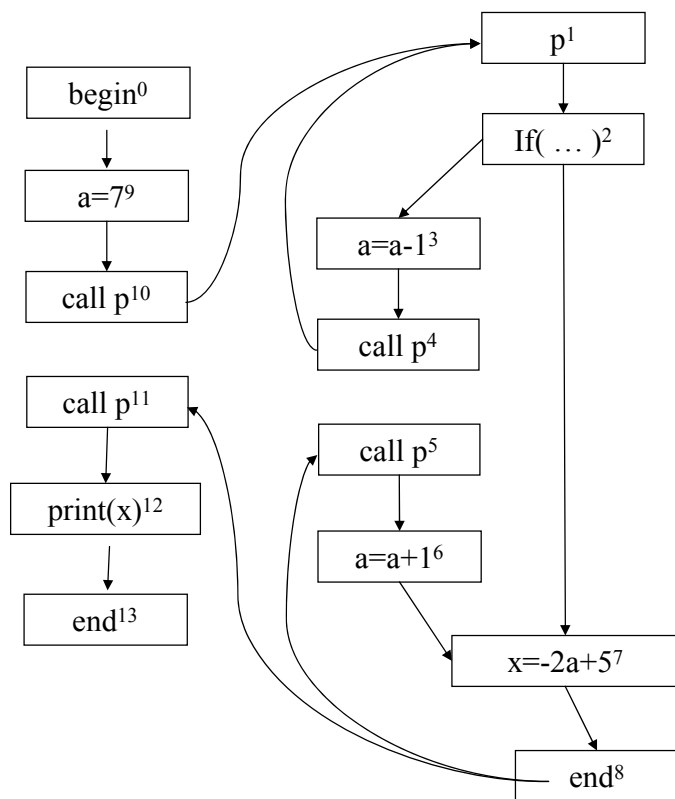 begin⁰
a=7⁹
call p¹⁰
call p¹¹
print(x)¹²
end¹³
p¹
If( … )²
a=a-1³
call p⁴
call p⁵
a=a+1⁶
x=-2a+5⁷
end⁸